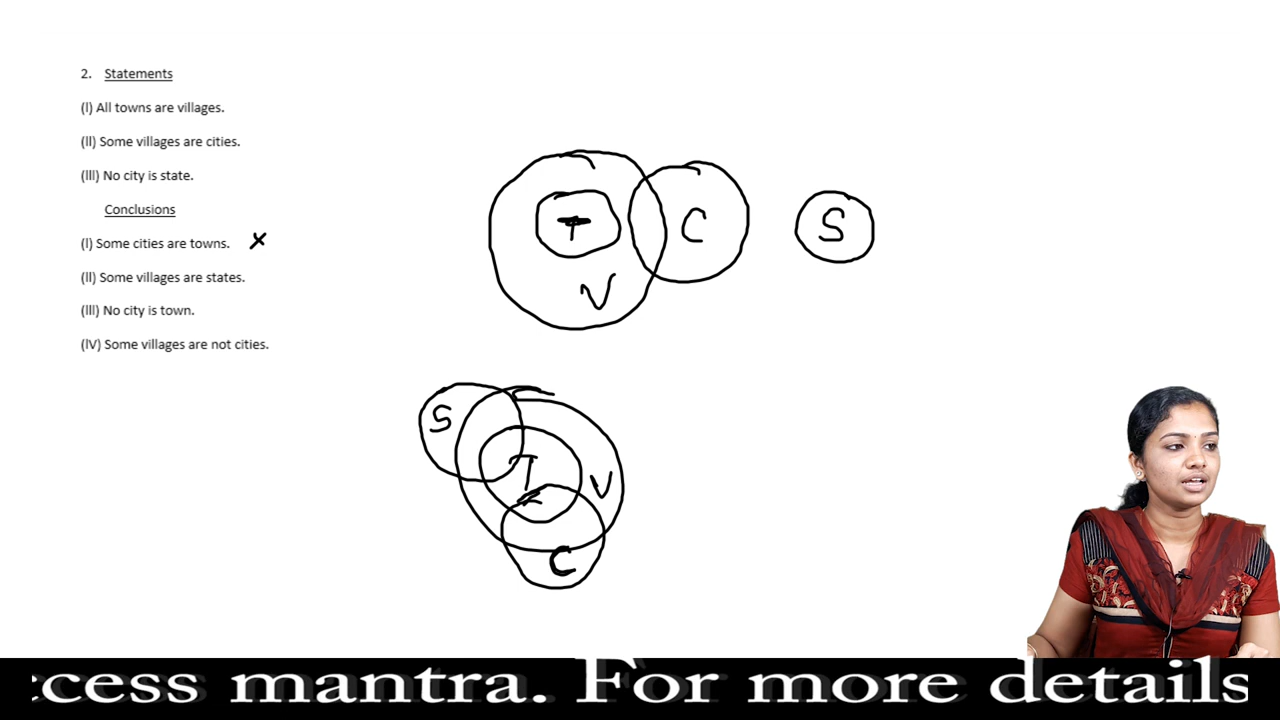 2. Statements
(I) All towns are villages.
(II) Some villages are cities.
(III) No city is state.
Conclusions
(I) Some cities are towns. ✗
(II) Some villages are states.
(III) No city is town.
(IV) Some villages are not cities.
T
V
C
S
S
T
V
C
cess mantra. For more details